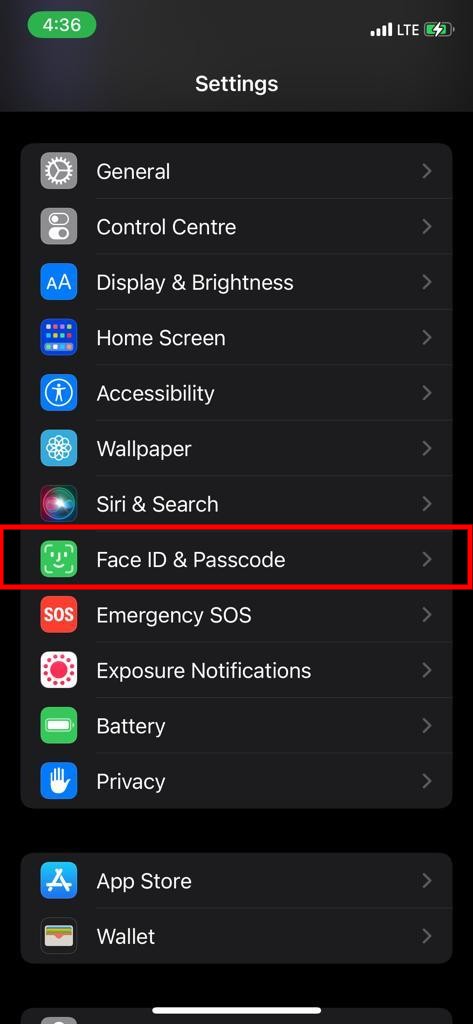 4:36
LTE
Settings
General
Control Centre
AA
Display & Brightness
Home Screen
Accessibility
Wallpaper
Siri & Search
Face ID & Passcode
SOS
Emergency SOS
Exposure Notifications
Battery
Privacy
App Store
Wallet